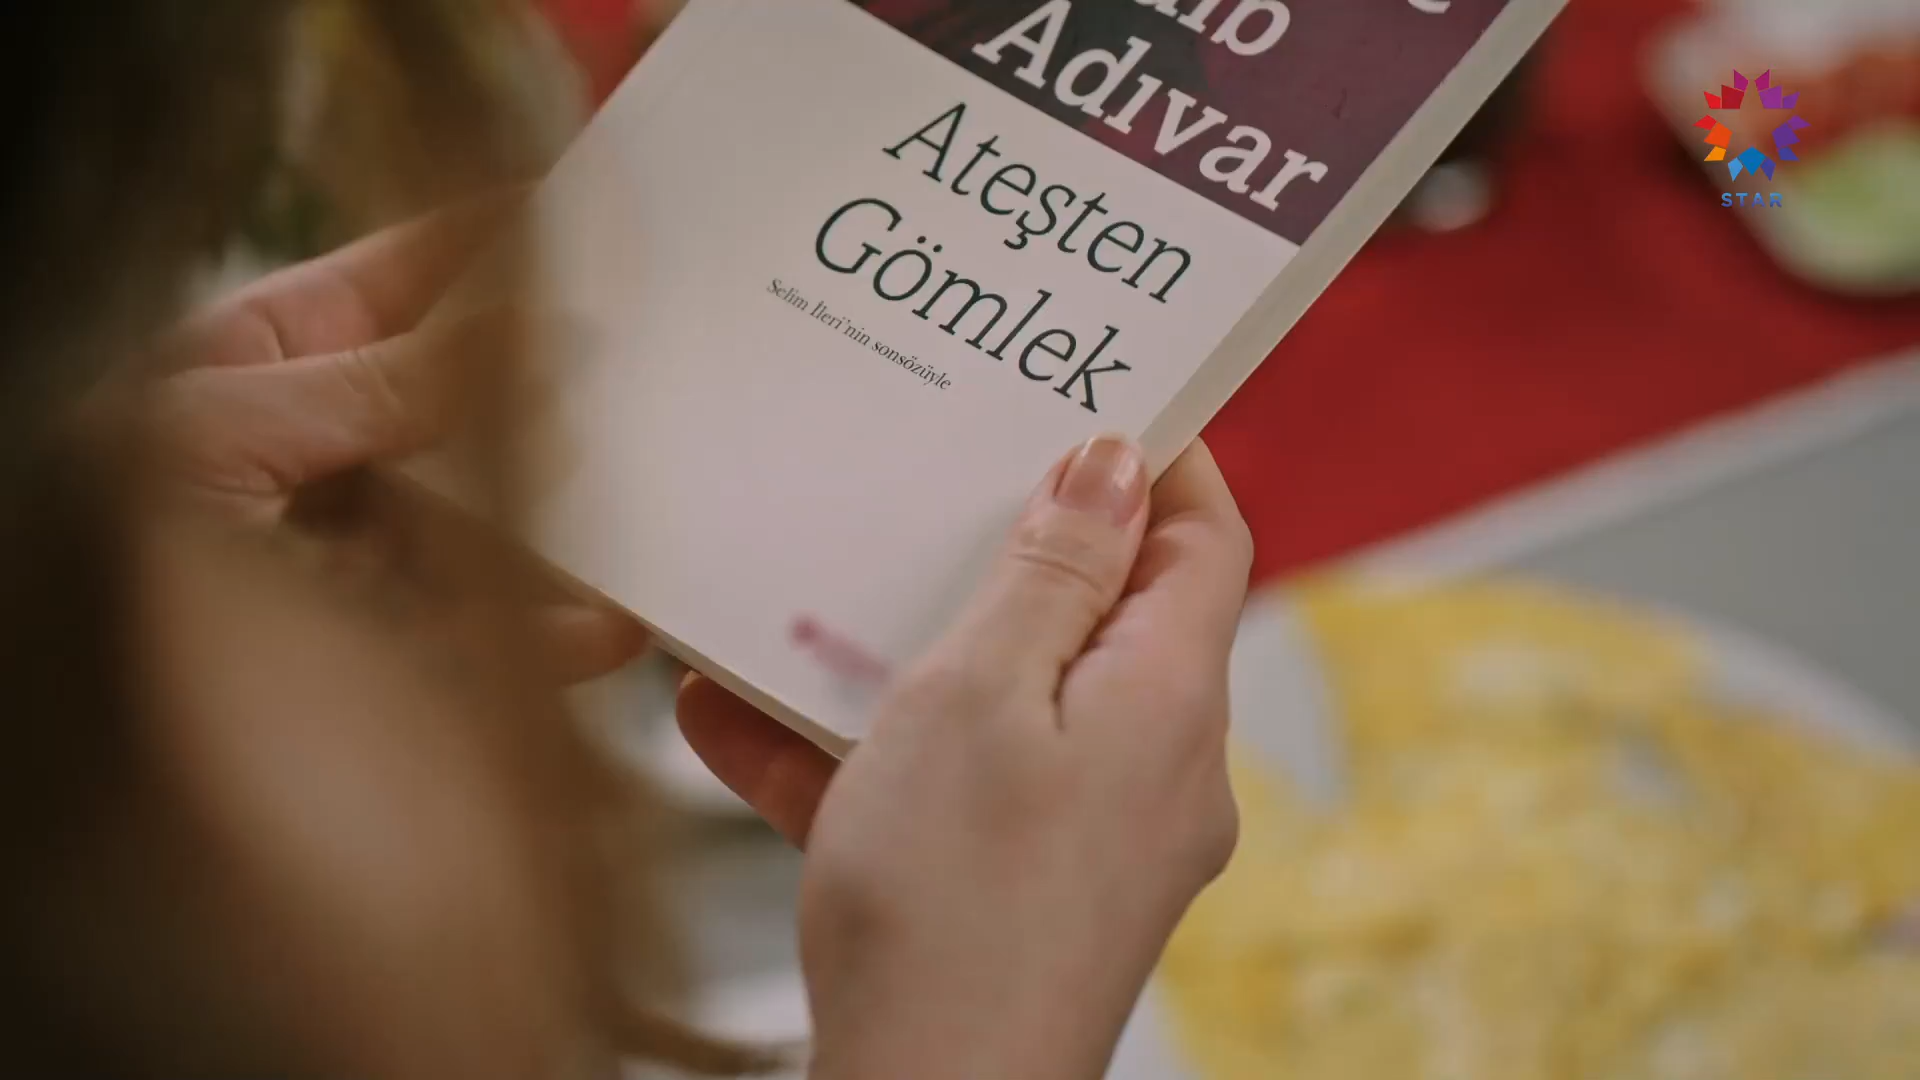 Adıvar
Ateşten
Gömlek
Selim İleri'nin sonsözüyle
STAR